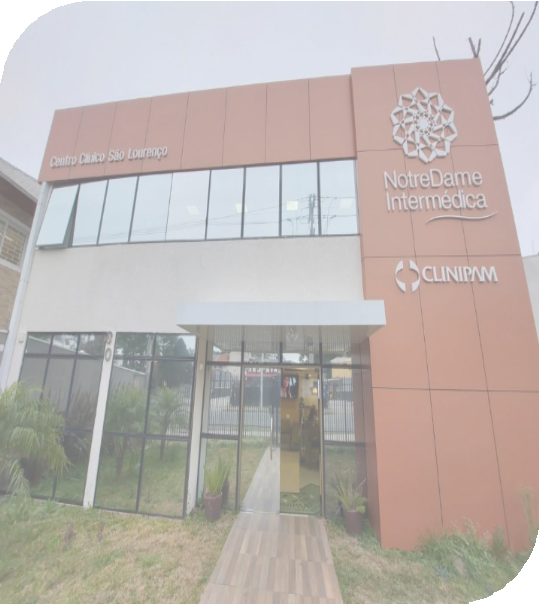 Centro Clínico São Lourenço
NotreDame
Intermédica
CLINIPAM